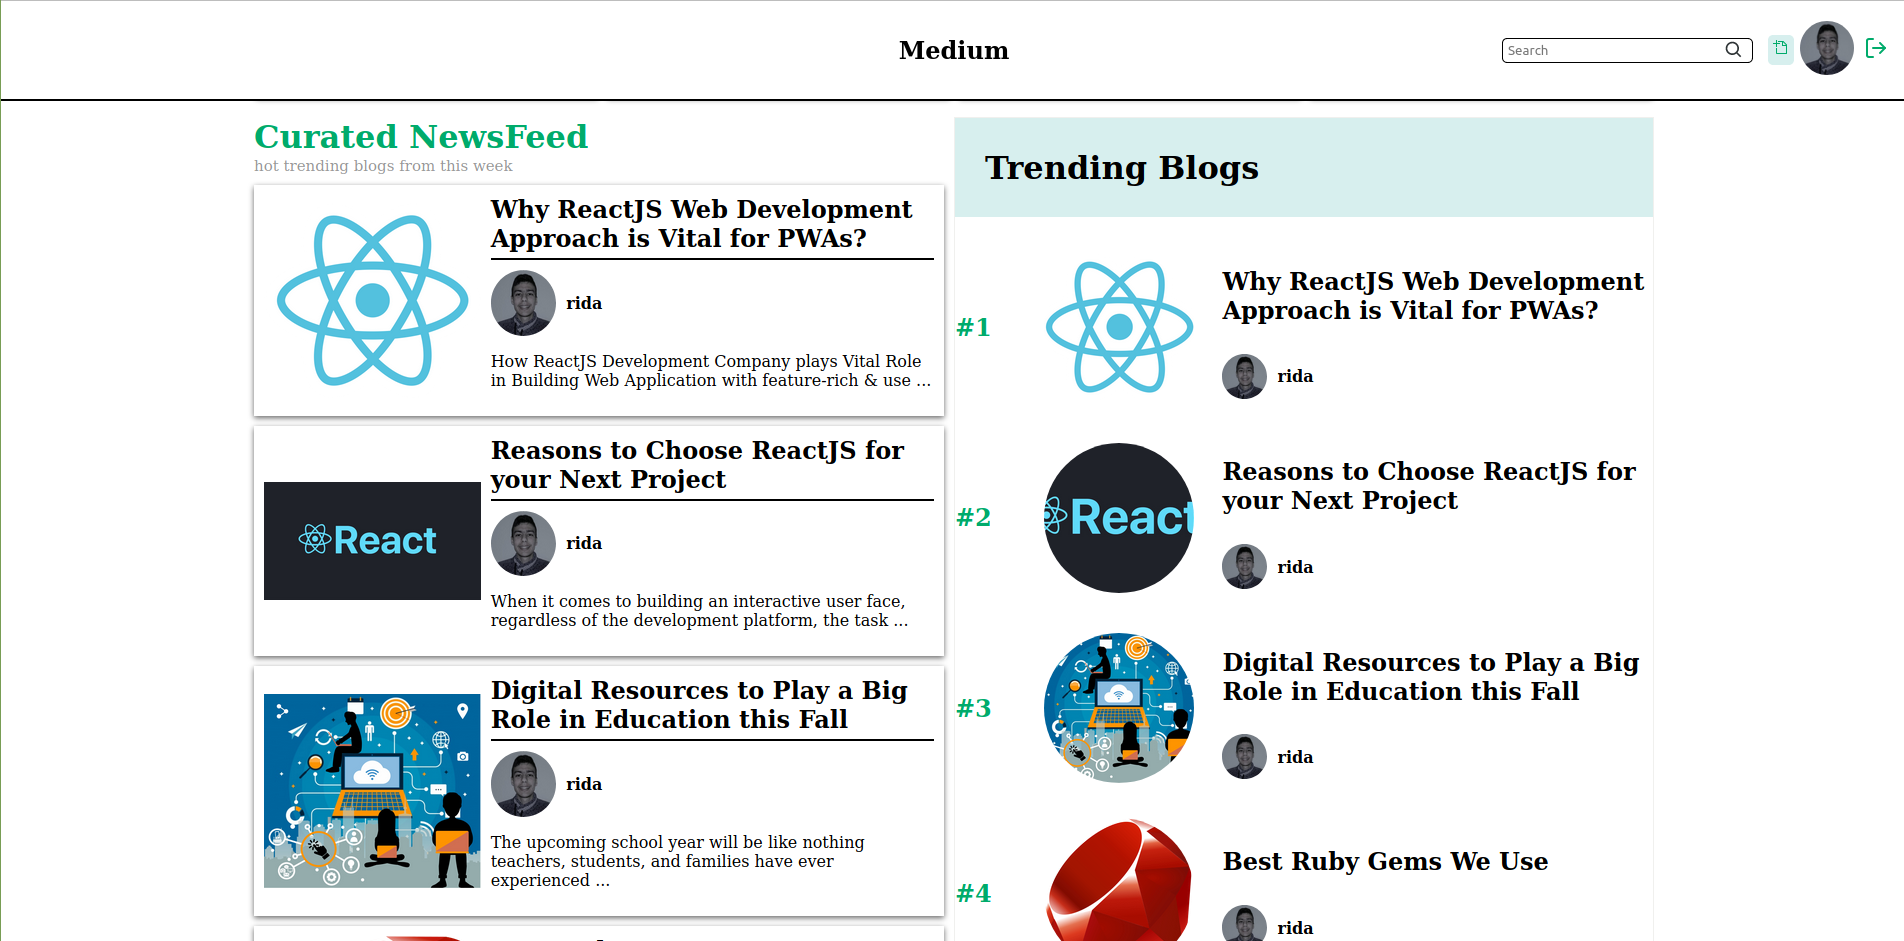 Medium
Search
Curated NewsFeed
hot trending blogs from this week
Why ReactJS Web Development
Approach is Vital for PWAs?
rida
How ReactJS Development Company plays Vital Role
in Building Web Application with feature-rich & use ...
React
Reasons to Choose ReactJS for
your Next Project
rida
When it comes to building an interactive user face,
regardless of the development platform, the task ...
Digital Resources to Play a Big
Role in Education this Fall
rida
The upcoming school year will be like nothing
teachers, students, and families have ever
experienced ...
Trending Blogs
#1
Why ReactJS Web Development
Approach is Vital for PWAs?
rida
#2
React
Reasons to Choose ReactJS for
your Next Project
rida
#3
Digital Resources to Play a Big
Role in Education this Fall
rida
#4
Best Ruby Gems We Use
rida